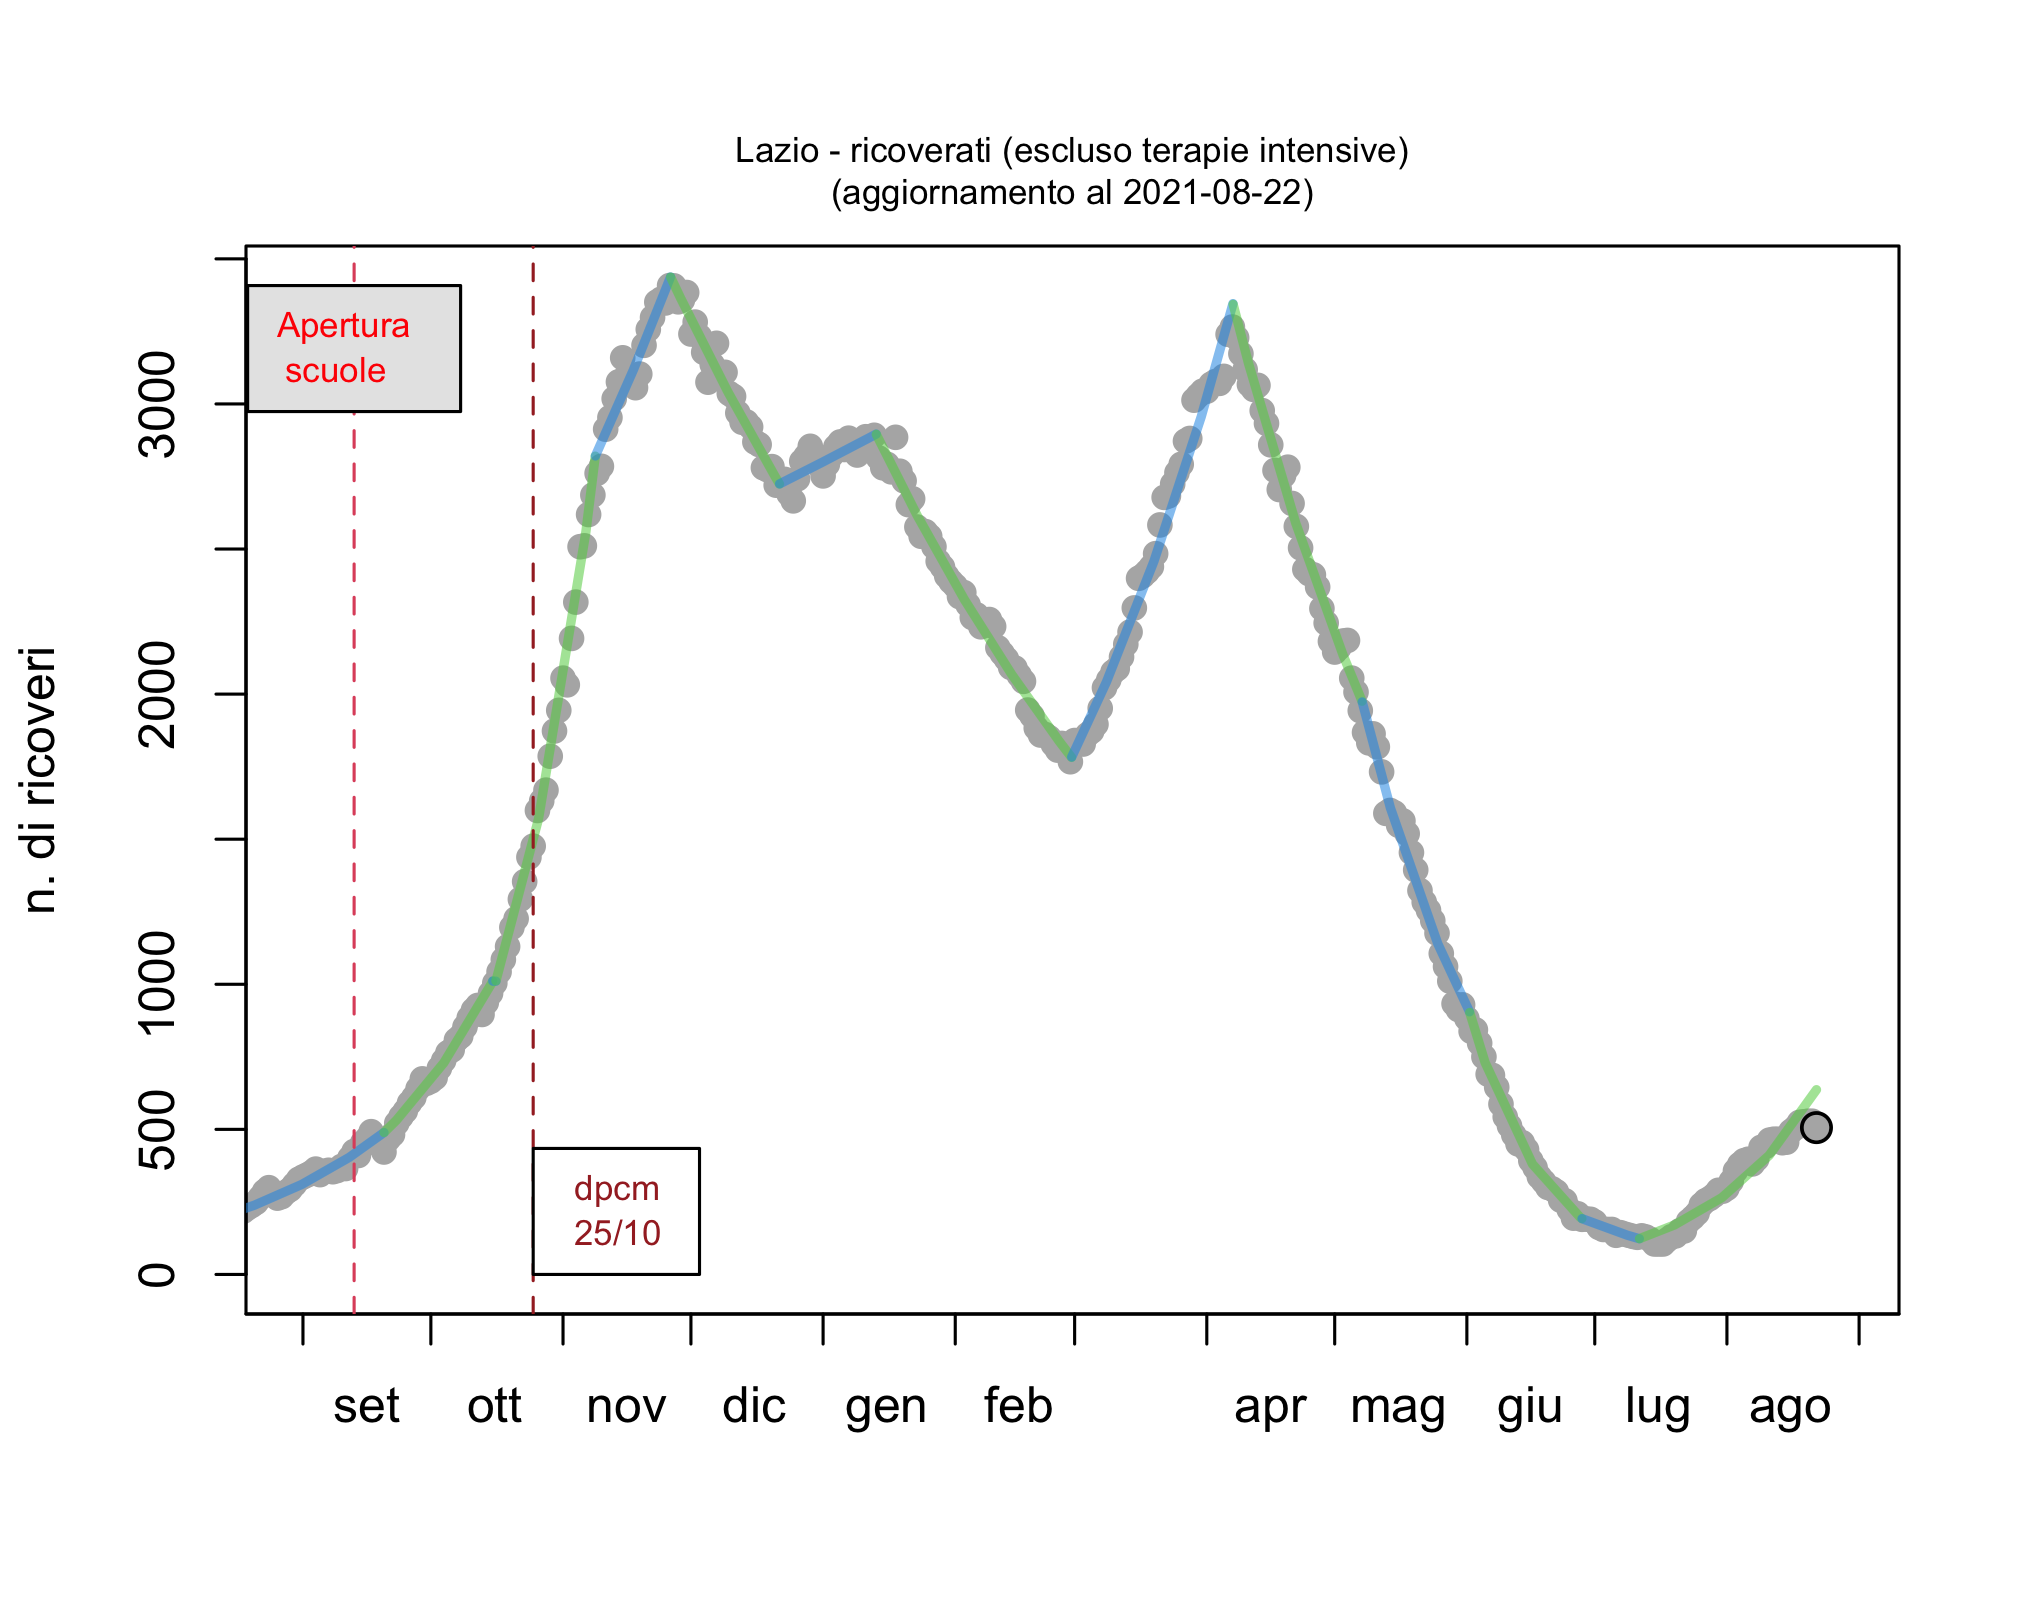 Lazio - ricoverati (escluso terapie intensive)
(aggiornamento al 2021-08-22)
Apertura
scuole
dpcm
25/10
n. di ricoveri
3000
2000
1000
500
0
set ott nov dic gen feb apr mag giu lug ago